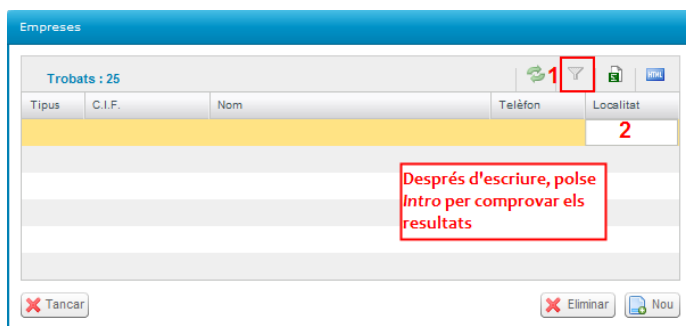 Empreses
Trobats : 25
1
HTML
Tipus C.I.F. Nom Telèfon Localitat
2
Després d'escriure, polse
Intro per comprovar els
resultats
Tancar Eliminar Nou